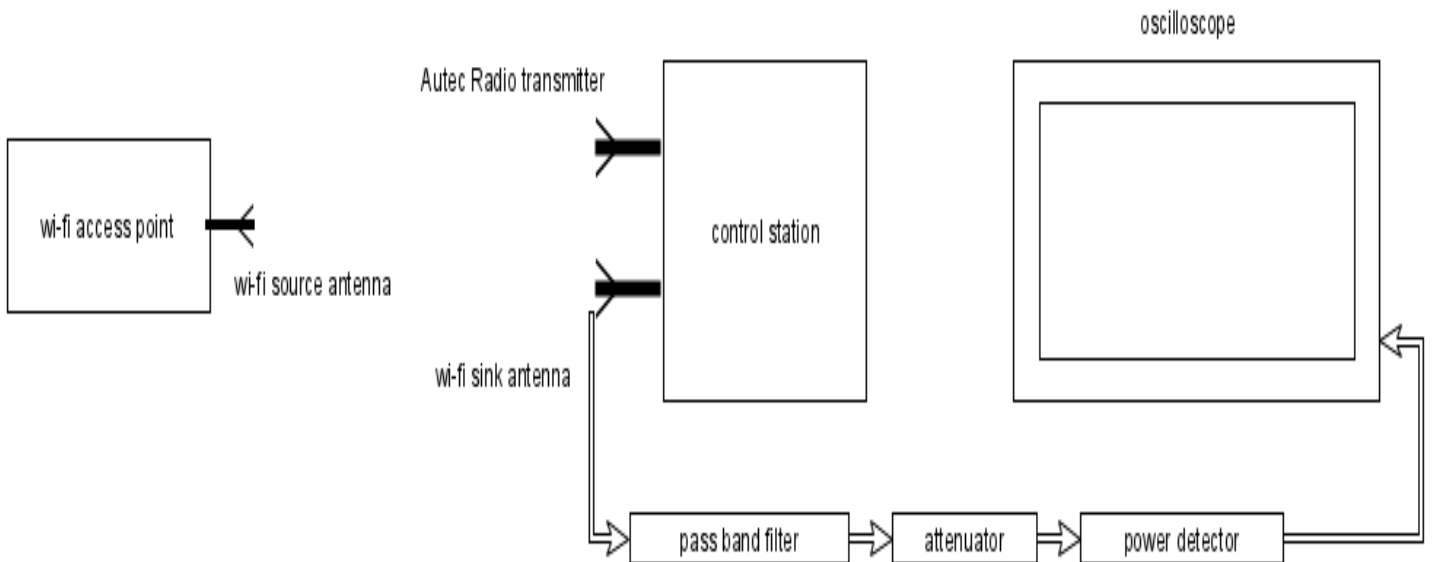 oscilloscope
Autec Radio transmitter
wi-fi access point
control station
wi-fi source antenna
wi-fi sink antenna
pass band filter
attenuator
power detector